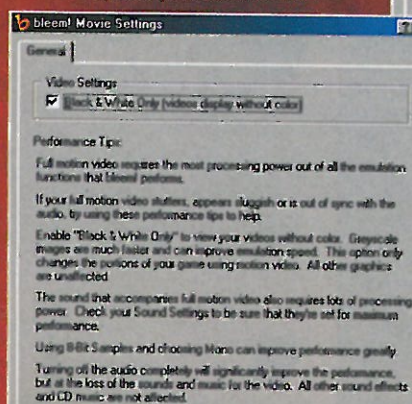 bleem! Movie Settings
?
General
Video Settings
Black & White Only (videos display without color)
Performance Tips:
Full motion video requires the most processing power out of all the emulation
functions that bleem! performs.
If your full motion video stutters, appears sluggish or is out of sync with the
audio, try using these performance tips to help.
Enable "Black & White Only" to view your videos without color. Greyscale
images are much faster and can improve emulation speed. This option only
changes the portions of your game using motion video. All other graphics
are unaffected.
The sound that accompanies full motion video also requires lots of processing
power. Check your Sound Settings to be sure that they're set for maximum
performance.
Using 8-Bit Samples and choosing Mono can improve performance greatly.
Turning off the audio completely will significantly improve the performance,
but at the loss of the sounds and music for the video. All other sound effects
and CD music are not affected.